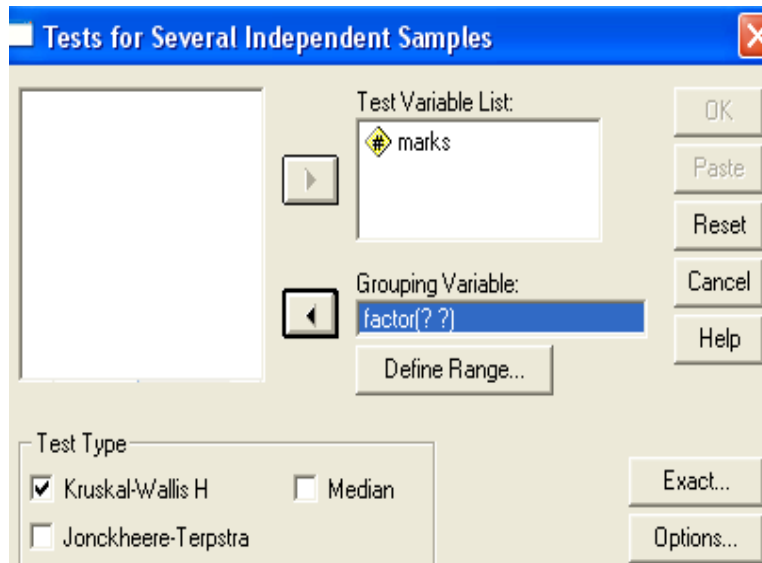 Tests for Several Independent Samples
Test Variable List:
# marks
OK
Paste
Reset
Cancel
Help
Grouping Variable:
factor(? ?)
Define Range...
Test Type
Kruskal-Wallis H
Median
Jonckheere-Terpstra
Exact...
Options...